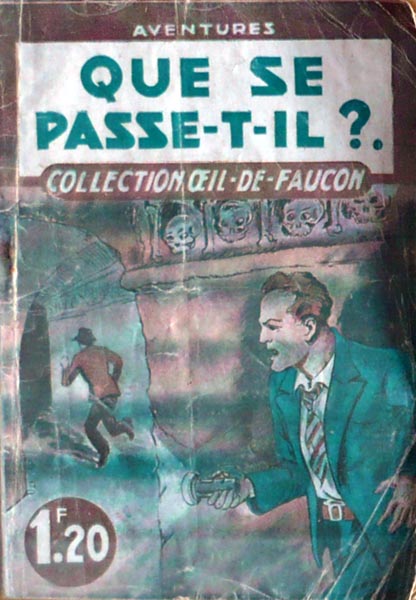 AVENTURES
QUE SE
PASSE-T-IL ?.
COLLECTION ŒIL-DE-FAUCON
1F.20